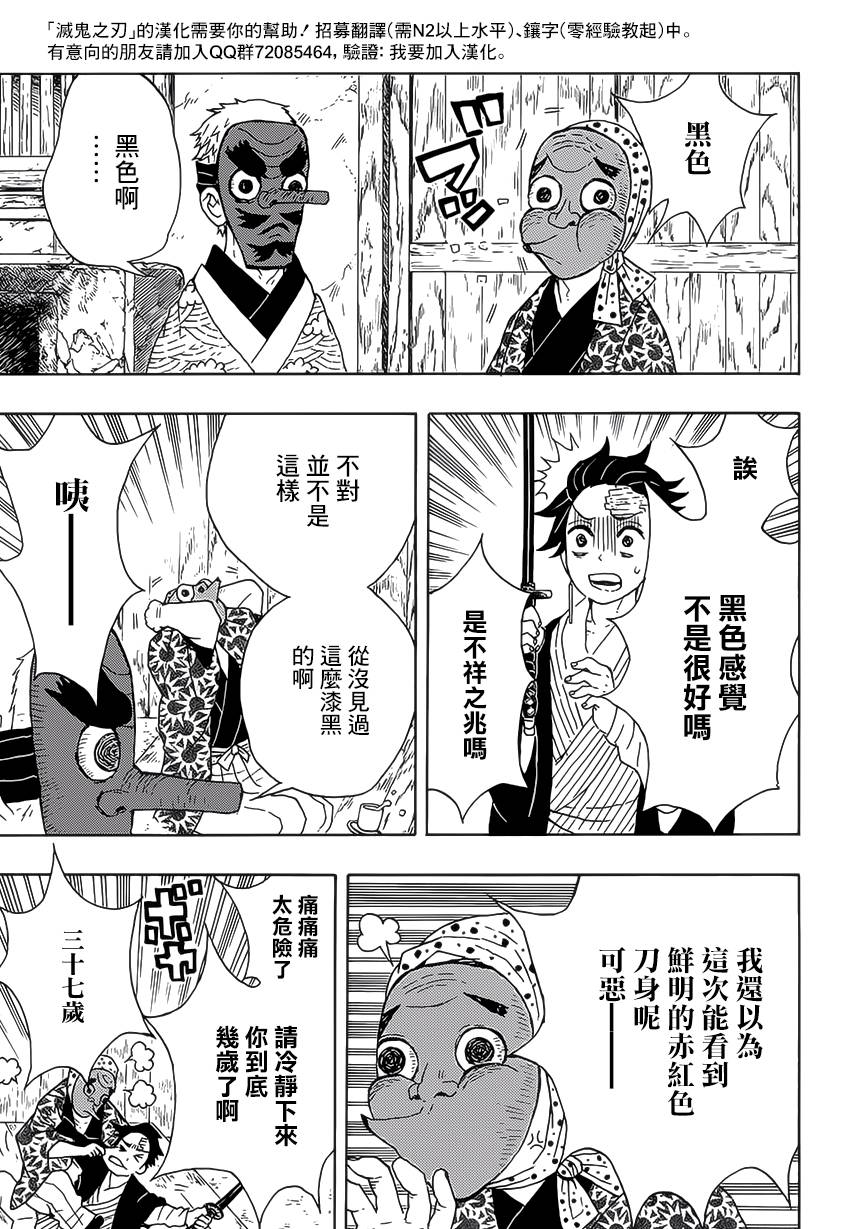 「滅鬼之刃」的漢化需要你的幫助！招募翻譯(需N2以上水平)、鑲字(零經驗教起)中。
有意向的朋友請加入QQ群72085464，驗證：我要加入漢化。
黑色
黑色啊
……
誒
黑色感覺
不是很好嗎
是不祥之兆嗎
不對
並不是
這樣
從沒見過
這麼漆黑
的啊
咦——
我還以為
這次能看到
鮮明的赤紅色
刀身呢
可惡——
痛痛痛
太危險了
請冷靜下來
你到底
幾歲了啊
三十七歲